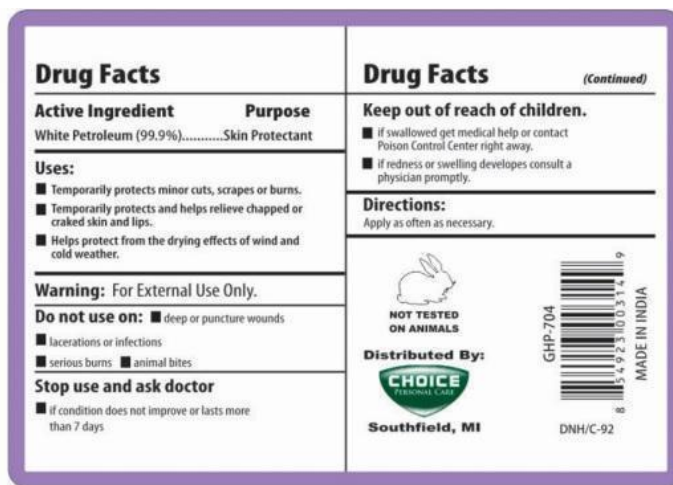 Drug Facts
Active Ingredient Purpose
White Petroleum (99.9%)...........Skin Protectant
Uses:
■ Temporarily protects minor cuts, scrapes or burns.
■ Temporarily protects and helps relieve chapped or
craked skin and lips.
■ Helps protect from the drying effects of wind and
cold weather.
Warning: For External Use Only.
Do not use on: ■ deep or puncture wounds
■ lacerations or infections
■ serious burns ■ animal bites
Stop use and ask doctor
■ if condition does not improve or lasts more
than 7 days
Drug Facts (Continued)
Keep out of reach of children.
■ if swallowed get medical help or contact
Poison Control Center right away.
■ if redness or swelling developes consult a
physician promptly.
Directions:
Apply as often as necessary.
NOT TESTED
ON ANIMALS
Distributed By:
CHOICE
PERSONAL CARE
Southfield, MI
GHP-704
8 54923 00314 9
MADE IN INDIA
DNH/C-92